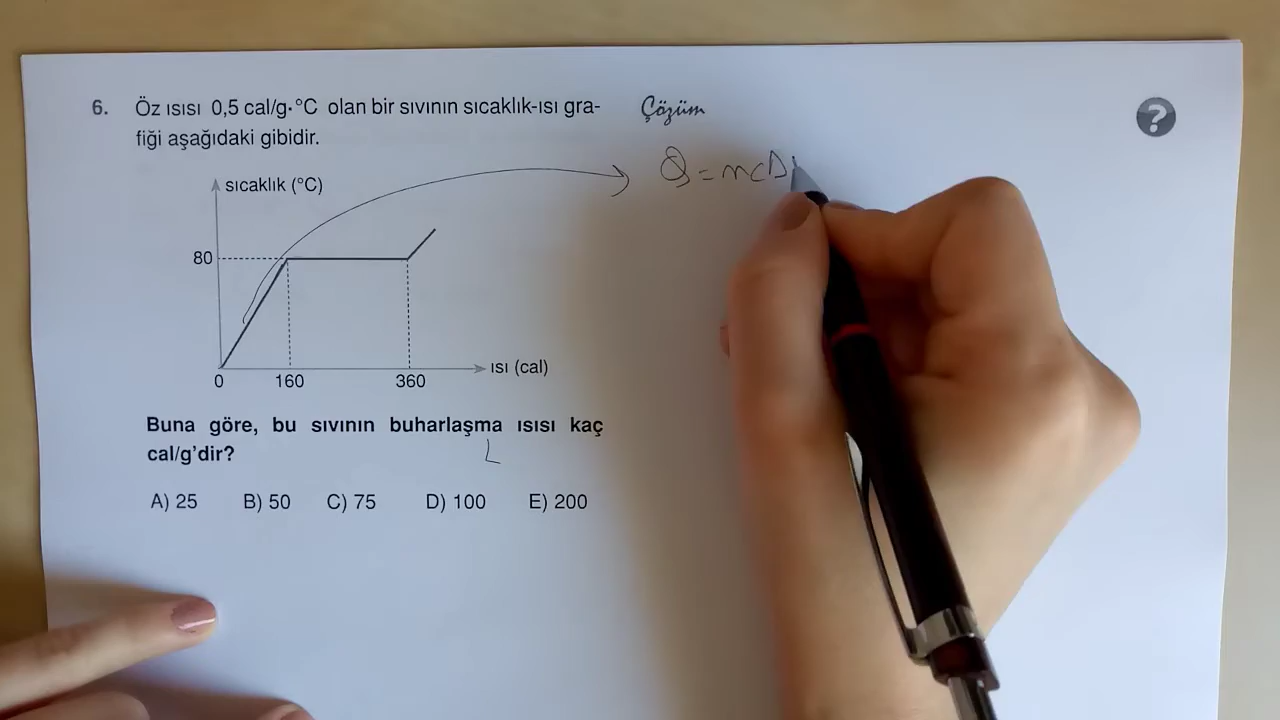 6. Öz ısısı 0,5 cal/g·°C olan bir sıvının sıcaklık-ısı gra-
fiği aşağıdaki gibidir.
sıcaklık (°C)
80
0 160 360 ısı (cal)
Buna göre, bu sıvının buharlaşma ısısı kaç
cal/g'dir?
L
A) 25 B) 50 C) 75 D) 100 E) 200
Çözüm
Q = mcΔ
?